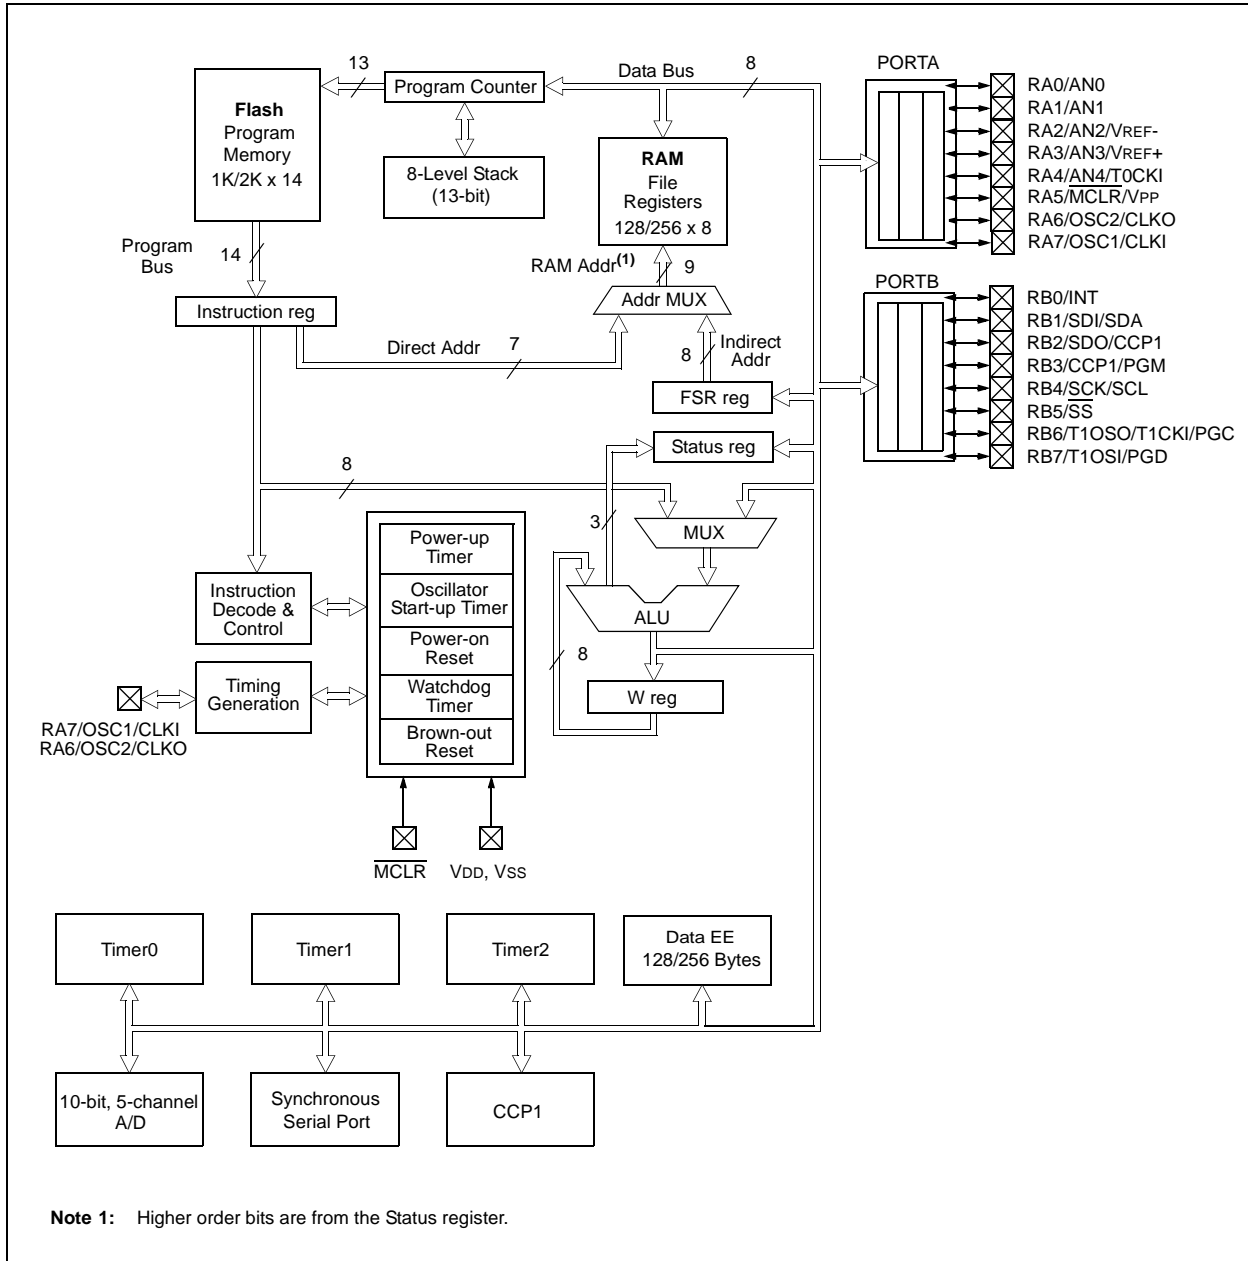 13
Program Counter
Data Bus
8
PORTA
Flash
Program
Memory
1K/2K x 14
8-Level Stack
(13-bit)
RAM
File
Registers
128/256 x 8
RA0/AN0
RA1/AN1
RA2/AN2/VREF-
RA3/AN3/VREF+
RA4/AN4/T0CKI
RA5/MCLR/VPP
RA6/OSC2/CLKO
RA7/OSC1/CLKI
Program
Bus
14
RAM Addr(1)
9
PORTB
Addr MUX
Instruction reg
Direct Addr
7
8
Indirect
Addr
FSR reg
RB0/INT
RB1/SDI/SDA
RB2/SDO/CCP1
RB3/CCP1/PGM
RB4/SCK/SCL
RB5/SS
RB6/T1OSO/T1CKI/PGC
RB7/T1OSI/PGD
Status reg
8
3
MUX
Power-up
Timer
Oscillator
Start-up Timer
Power-on
Reset
Watchdog
Timer
Brown-out
Reset
Instruction
Decode &
Control
ALU
8
W reg
Timing
Generation
RA7/OSC1/CLKI
RA6/OSC2/CLKO
MCLR
VDD, VSS
Timer0
Timer1
Timer2
Data EE
128/256 Bytes
10-bit, 5-channel
A/D
Synchronous
Serial Port
CCP1
Note 1: Higher order bits are from the Status register.